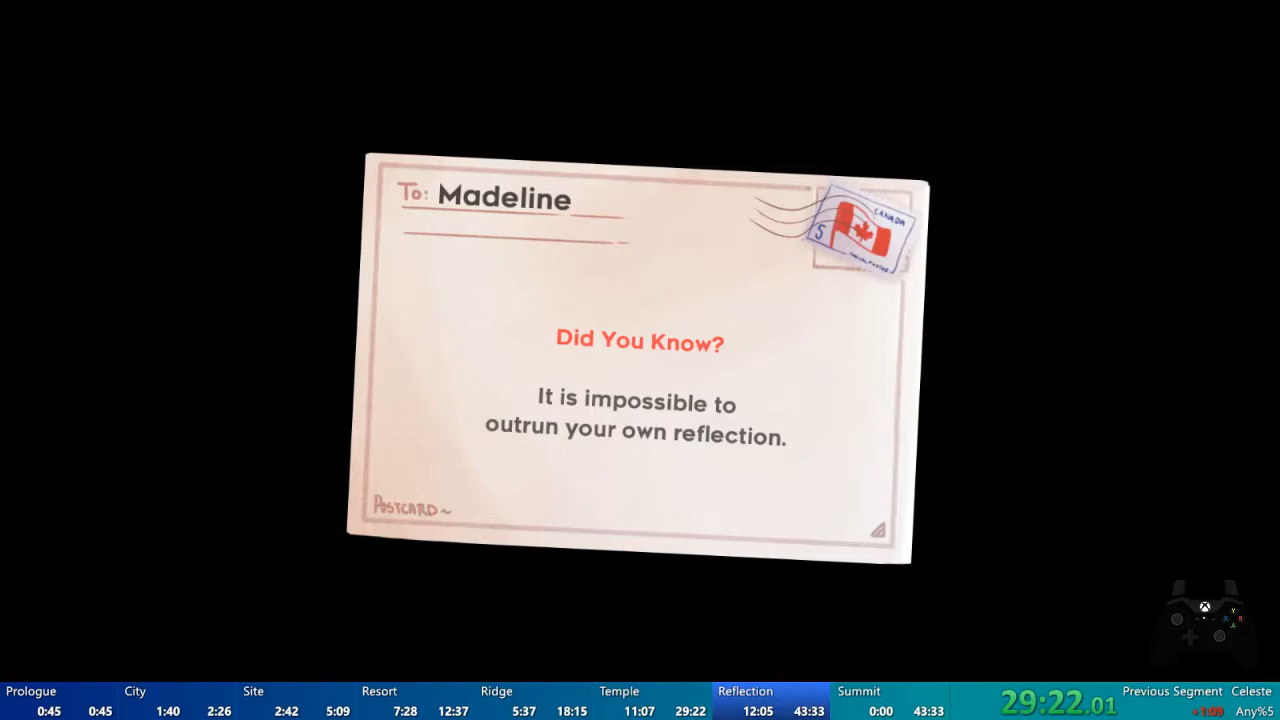 To: Madeline
CANADA
5
Did You Know?
It is impossible to
outrun your own reflection.
POSTCARD~
Prologue
0:45 0:45
City
1:40 2:26
Site
2:42 5:09
Resort
7:28 12:37
Ridge
5:37 18:15
Temple
11:07 29:22
Reflection
12:05 43:33
Summit
0:00 43:33
29:22.01
Previous Segment
+1:09
Celeste
Any%5